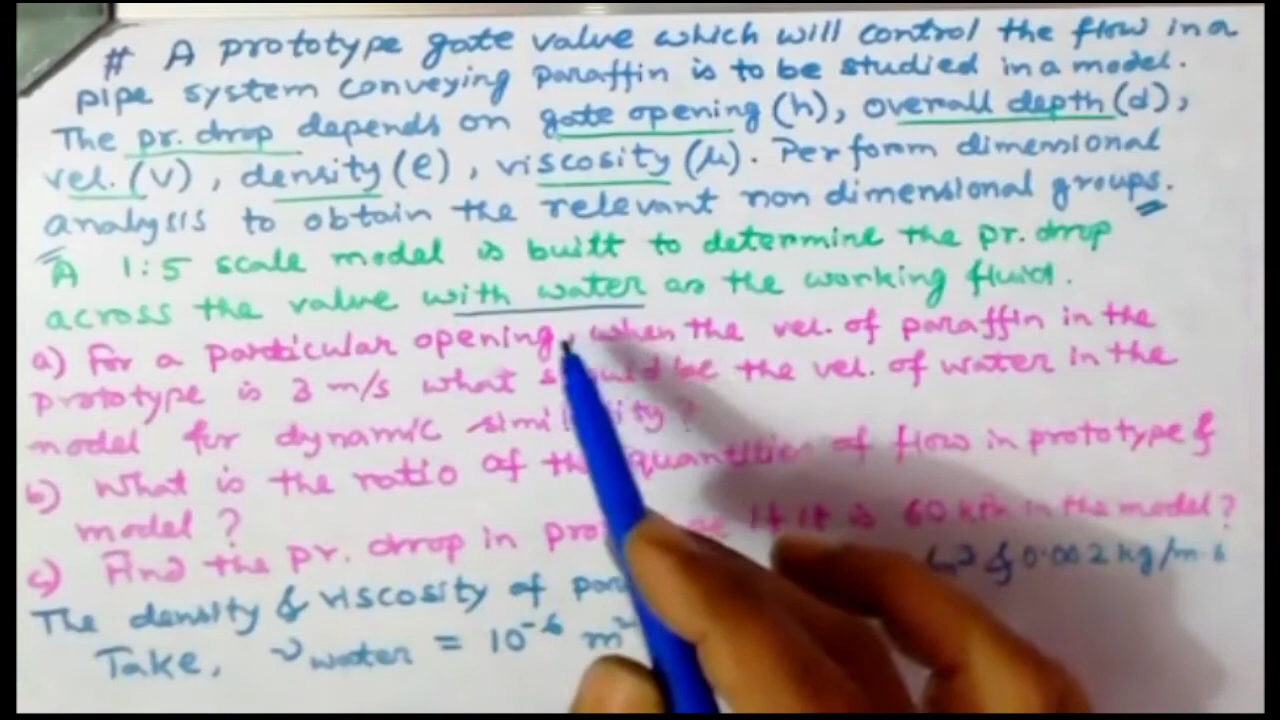 # A prototype gate value which will control the flow in a
pipe system conveying paraffin is to be studied in a model.
The pr. drop depends on gate opening (h), overall depth (d),
vel. (v), density (e), viscosity (μ). Perform dimensional
analysis to obtain the relevant non dimensional groups.
A 1:5 scale model is built to determine the pr. drop
across the value with water as the working fluid.
a) For a particular opening, when the vel. of paraffin in the
prototype is 3 m/s what should be the vel. of water in the
model for dynamic similarity?
b) What is the ratio of the quantities of flow in prototype &
model ?
c) Find the pr. drop in if it is 60 kPa in the model?
The density & viscosity of & 0.002 kg/m-s
Take, ν water = 10⁻⁶ m²